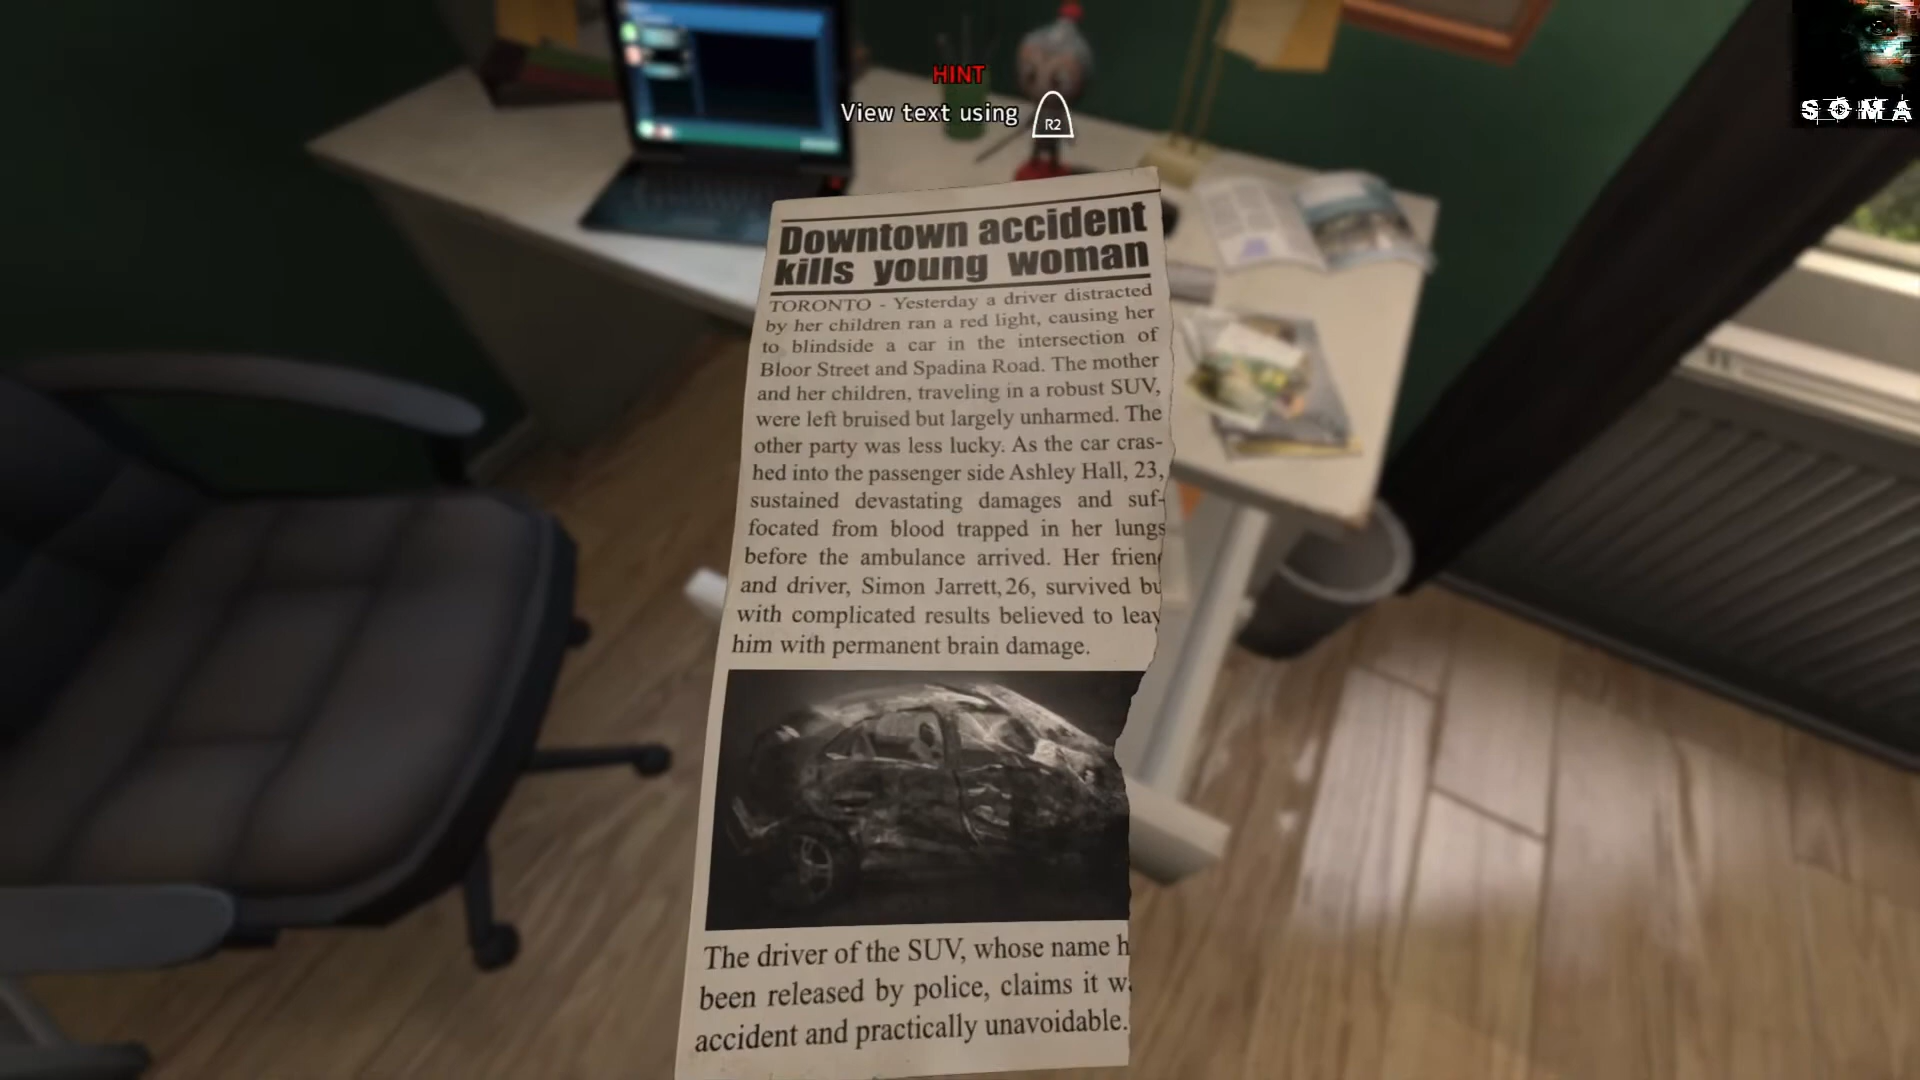 HINT
View text using R2
SOMA
Downtown accident
kills young woman
TORONTO - Yesterday a driver distracted
by her children ran a red light, causing her
to blindside a car in the intersection of
Bloor Street and Spadina Road. The mother
and her children, traveling in a robust SUV,
were left bruised but largely unharmed. The
other party was less lucky. As the car cras-
hed into the passenger side Ashley Hall, 23,
sustained devastating damages and suf-
focated from blood trapped in her lungs
before the ambulance arrived. Her frien
and driver, Simon Jarrett, 26, survived bu
with complicated results believed to leav
him with permanent brain damage.
The driver of the SUV, whose name h
been released by police, claims it wa
accident and practically unavoidable.